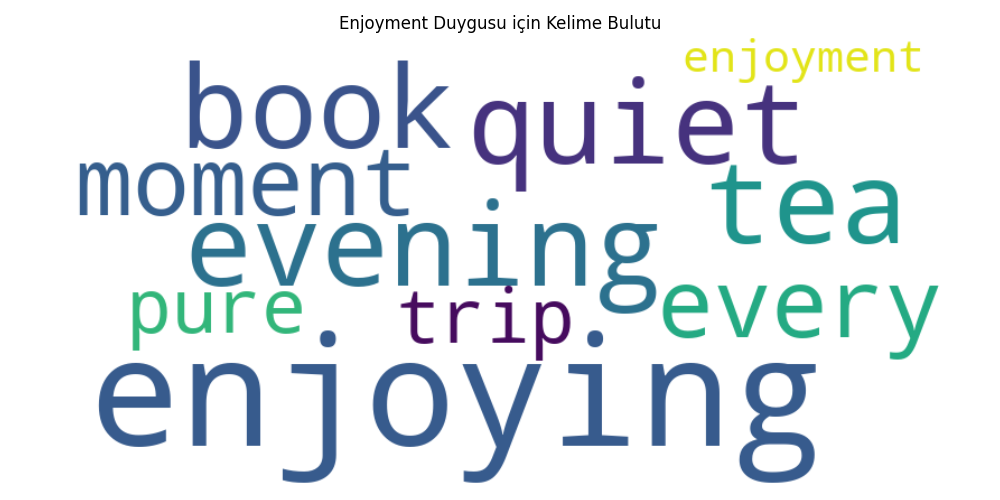 Enjoyment Duygusu için Kelime Bulutu
enjoyment
book quiet
moment tea
evening
pure trip every
enjoying